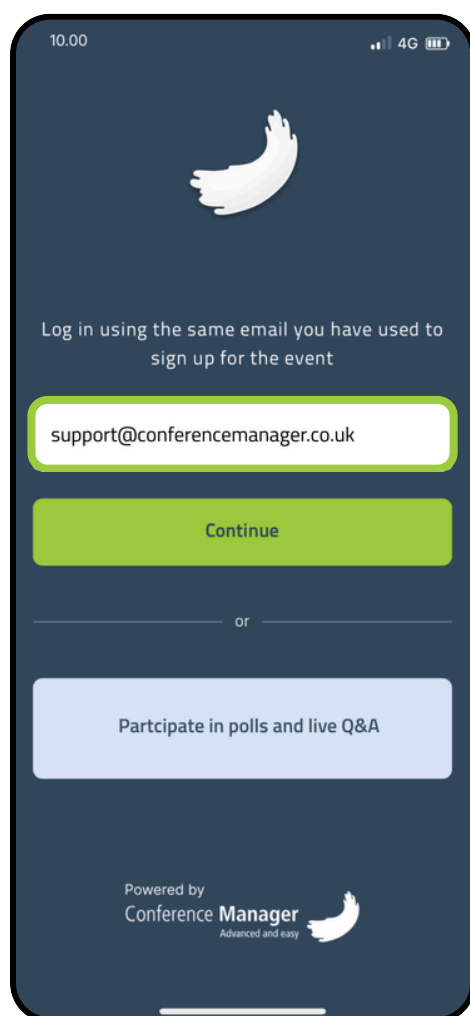 10.00 4G
Log in using the same email you have used to
sign up for the event
support@conferencemanager.co.uk
Continue
or
Partcipate in polls and live Q&A
Powered by
Conference Manager
Advanced and easy